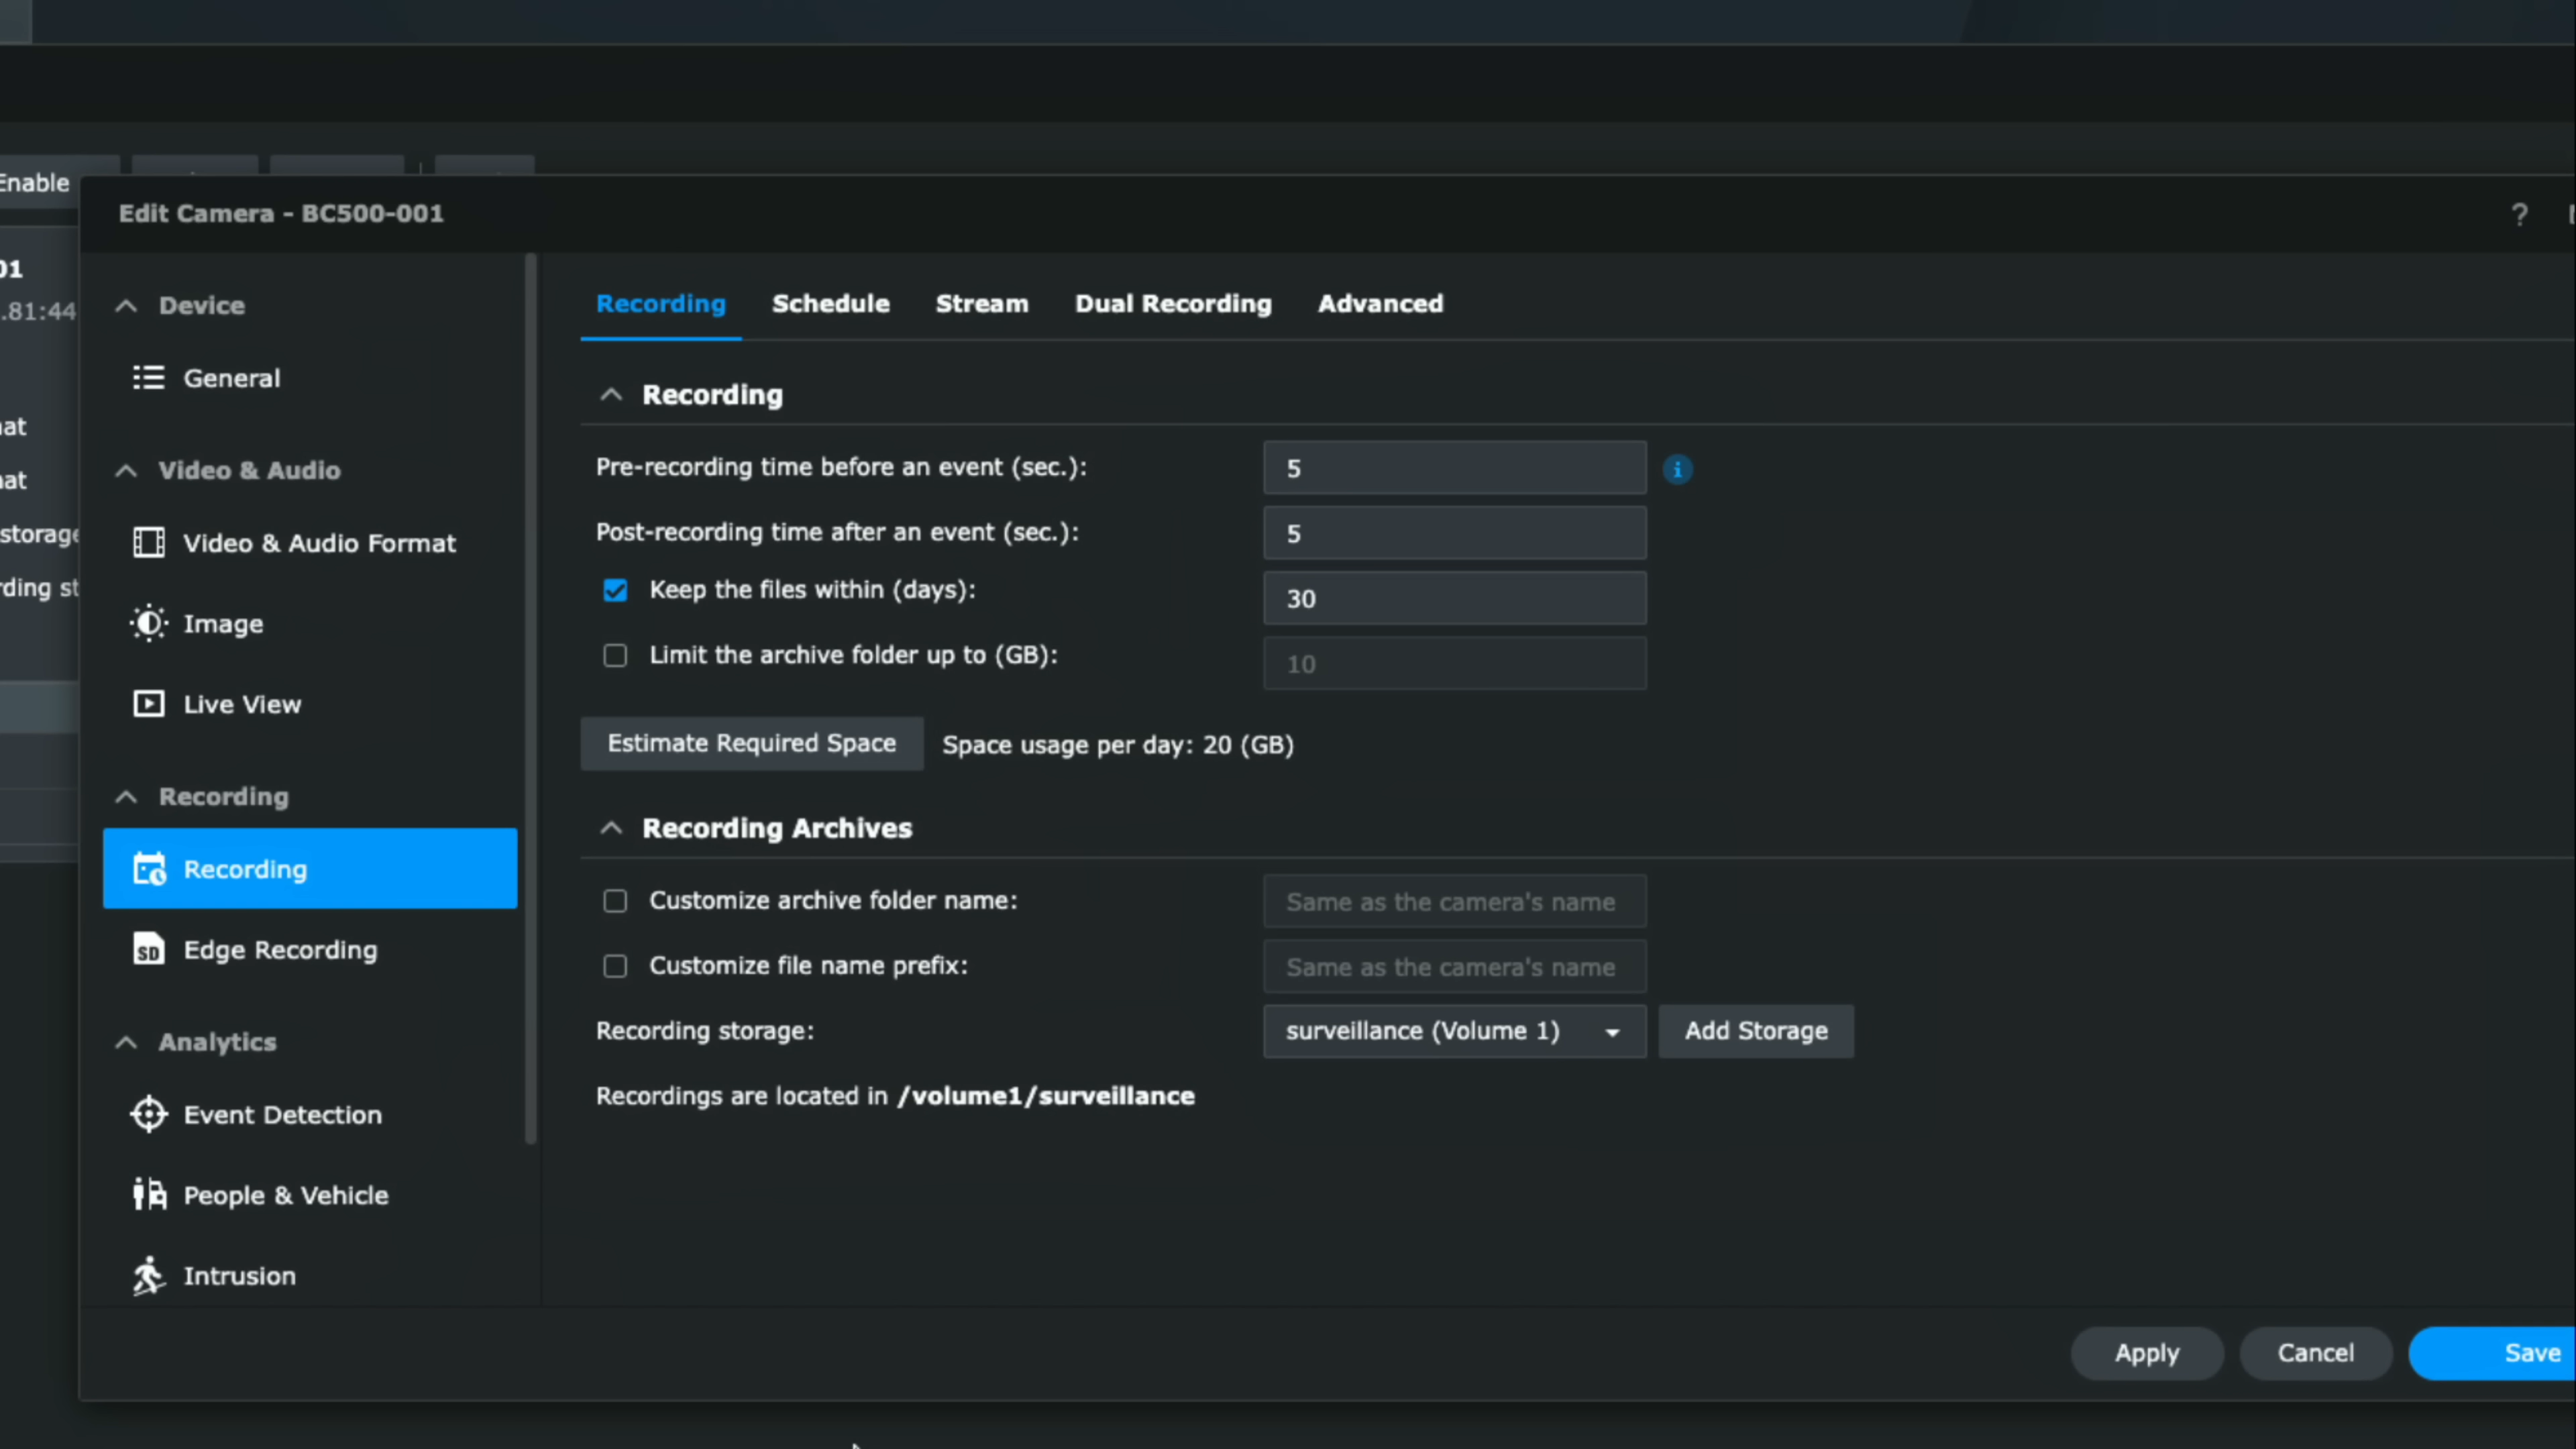 Enable
Edit Camera - BC500-001
?
01
.81:44
Device
General
Video & Audio
Video & Audio Format
Image
Live View
Recording
Recording
Edge Recording
Analytics
Event Detection
People & Vehicle
Intrusion
Recording Schedule Stream Dual Recording Advanced
Recording
Pre-recording time before an event (sec.): 5
Post-recording time after an event (sec.): 5
Keep the files within (days): 30
Limit the archive folder up to (GB): 10
Estimate Required Space Space usage per day: 20 (GB)
Recording Archives
Customize archive folder name: Same as the camera's name
Customize file name prefix: Same as the camera's name
Recording storage: surveillance (Volume 1) Add Storage
Recordings are located in /volume1/surveillance
Apply Cancel Save
storage
SD